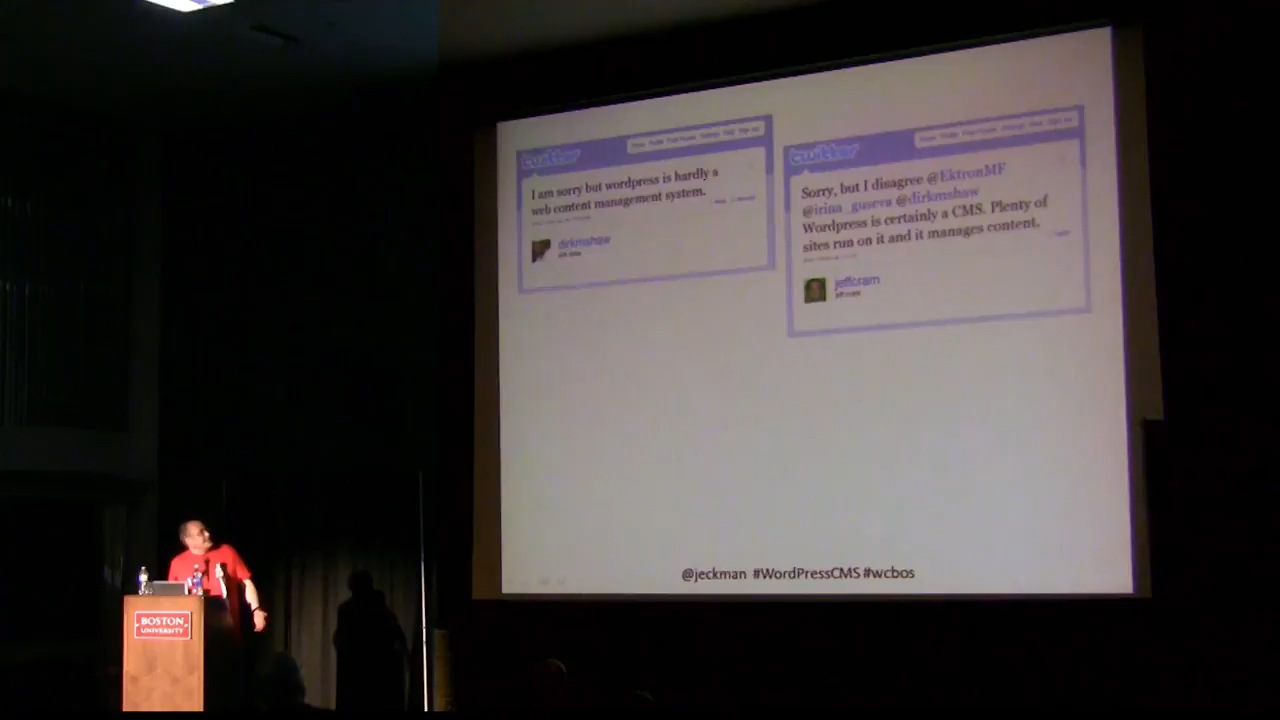 twitter
I am sorry but wordpress is hardly a
web content management system.
dirkmshaw
twitter
Sorry, but I disagree @EktronMF
@irina_guseva @dirkmshaw
Wordpress is certainly a CMS. Plenty of
sites run on it and it manages content.
jeffcram
@jeckman #WordPressCMS #wcbos
BOSTON
UNIVERSITY